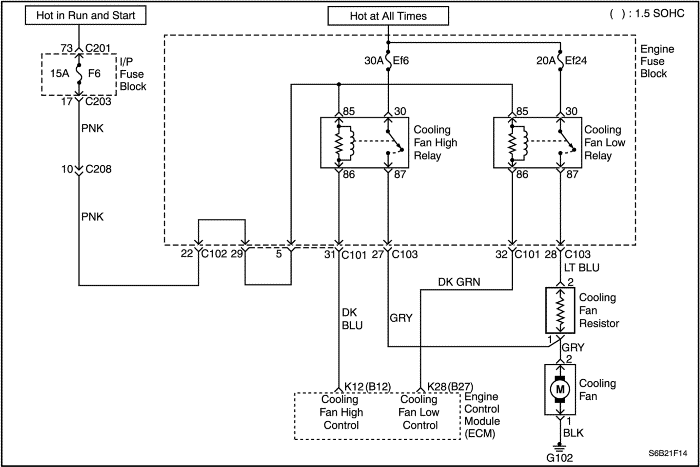 Hot in Run and Start
Hot at All Times
( ) : 1.5 SOHC
73 C201
15A F6
I/P
Fuse
Block
17 C203
PNK
10 C208
PNK
30A Ef6
20A Ef24
Engine
Fuse
Block
85 30
Cooling
Fan High
Relay
86 87
85 30
Cooling
Fan Low
Relay
86 87
22 C102 29 5 31 C101 27 C103 32 C101 28 C103
LT BLU
DK GRN
DK
BLU
GRY
2
Cooling
Fan
Resistor
1
GRY
2
M
Cooling
Fan
1
BLK
G102
K12 (B12) K28 (B27)
Cooling
Fan High
Control
Cooling
Fan Low
Control
Engine
Control
Module
(ECM)
S6B21F14